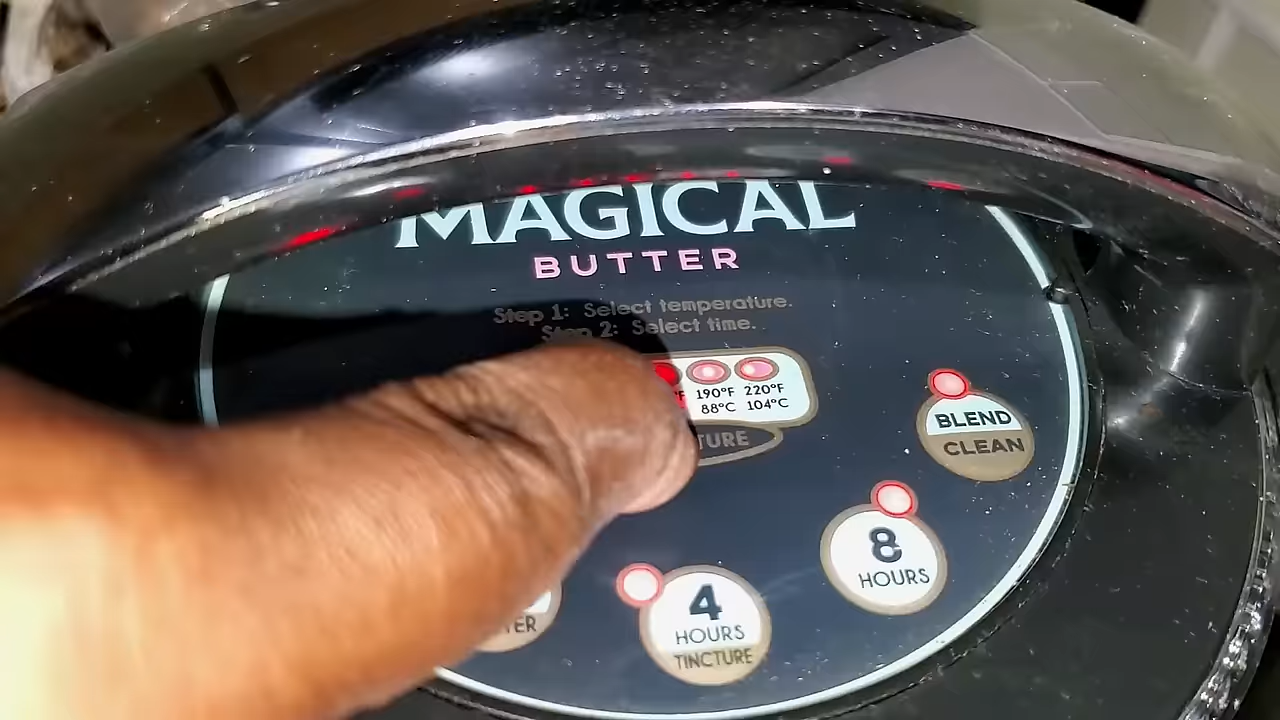 MAGICAL
BUTTER
Step 1: Select temperature.
Step 2: Select time.
190°F 220°F
88°C 104°C
BLEND
CLEAN
8
HOURS
4
HOURS
TINCTURE